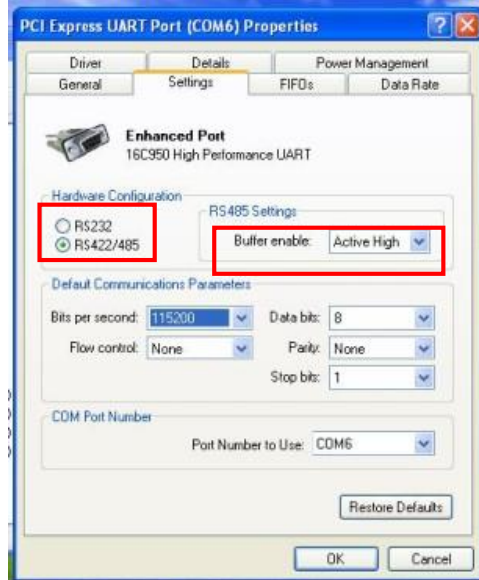 PCI Express UART Port (COM6) Properties
Driver Details Power Management
General Settings FIFOs Data Rate
Enhanced Port
16C950 High Performance UART
Hardware Configuration
RS232
RS422/485
RS485 Settings
Buffer enable: Active High
Default Communications Parameters
Bits per second: 115200 Data bits: 8
Flow control: None Parity: None
Stop bits: 1
COM Port Number
Port Number to Use: COM6
Restore Defaults
OK Cancel